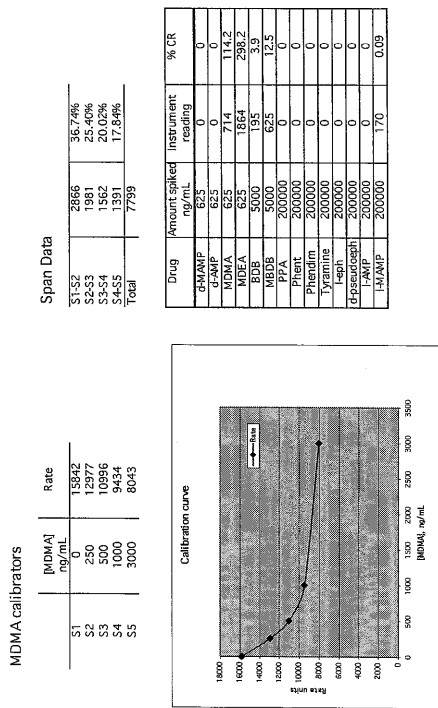 MDMA calibrators
[MDMA] Rate
ng/mL
S1 0 15842
S2 250 12977
S3 500 10996
S4 1000 9434
S5 3000 8043
Calibration curve
Rate
Rate units
18000
16000
14000
12000
10000
8000
6000
4000
2000
0
0 500 1000 1500 2000 2500 3000 3500
[MDMA], ng/mL
Span Data
S1-S2 2866 36.74%
S2-S3 1981 25.40%
S3-S4 1562 20.02%
S4-S5 1391 17.84%
Total 7799
Drug Amount spiked Instrument % CR
ng/mL reading
d-MAMP 625 0 0
d-AMP 625 0 0
MDMA 625 714 114.2
MDEA 625 1864 298.2
BDB 5000 195 3.9
MBDB 5000 625 12.5
PPA 200000 0 0
Phent 200000 0 0
Phendim 200000 0 0
Tyramine 200000 0 0
l-eph 200000 0 0
d-pseudoeph 200000 0 0
l-AMP 200000 0 0
l-MAMP 200000 170 0.09